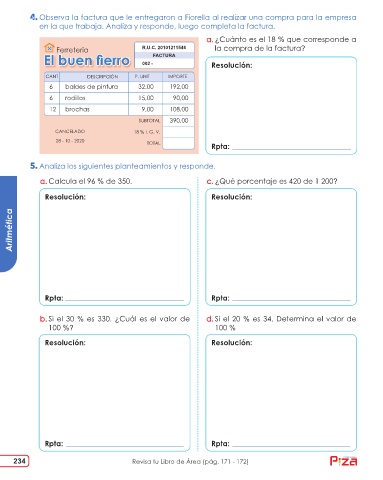 4. Observa la factura que le entregaron a Fiorella al realizar una compra para la empresa
en la que trabaja. Analiza y responde, luego completa la factura.
Ferretería
El buen fierro
R.U.C. 20101211548
FACTURA
002 -
CANT. DESCRIPCIÓN P. UNIT IMPORTE
6 baldes de pintura 32,00 192,00
6 rodillos 15,00 90,00
12 brochas 9,00 108,00
SUBTOTAL 390,00
CANCELADO 18 % I. G. V.
28 - 10 - 2020 TOTAL
a. ¿Cuánto es el 18 % que corresponde a
la compra de la factura?
Resolución:
Rpta:
5. Analiza los siguientes planteamientos y responde.
a. Calcula el 96 % de 350.
Resolución:
Rpta:
c. ¿Qué porcentaje es 420 de 1 200?
Resolución:
Rpta:
b. Si el 30 % es 330. ¿Cuál es el valor de
100 %?
Resolución:
Rpta:
d. Si el 20 % es 34. Determina el valor de
100 %
Resolución:
Rpta:
Aritmética
234
Revisa tu Libro de Área (pág. 171 - 172)